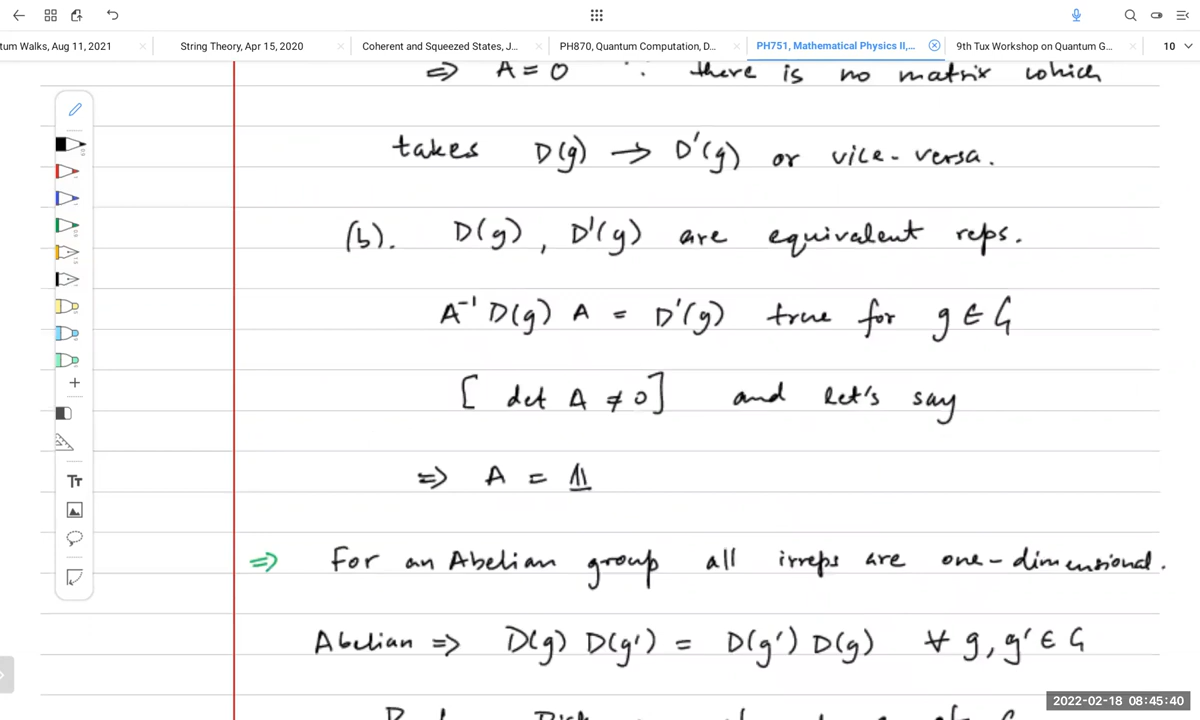 tum Walks, Aug 11, 2021
String Theory, Apr 15, 2020
Coherent and Squeezed States, J...
PH870, Quantum Computation, D...
PH751, Mathematical Physics II,...
9th Tux Workshop on Quantum G...
10
⇒ A = 0 ∵ there is no matrix which
takes D(g) → D'(g) or vice-versa.
(b). D(g), D'(g) are equivalent reps.
A⁻¹ D(g) A = D'(g) true for g ∈ G
[ det A ≠ 0] and let's say
⇒ A = 𝟙
⇒ For an Abelian group all irreps are one-dimensional.
Abelian ⇒ D(g) D(g') = D(g') D(g) ∀ g, g' ∈ G
TT
2022-02-18 08:45:40